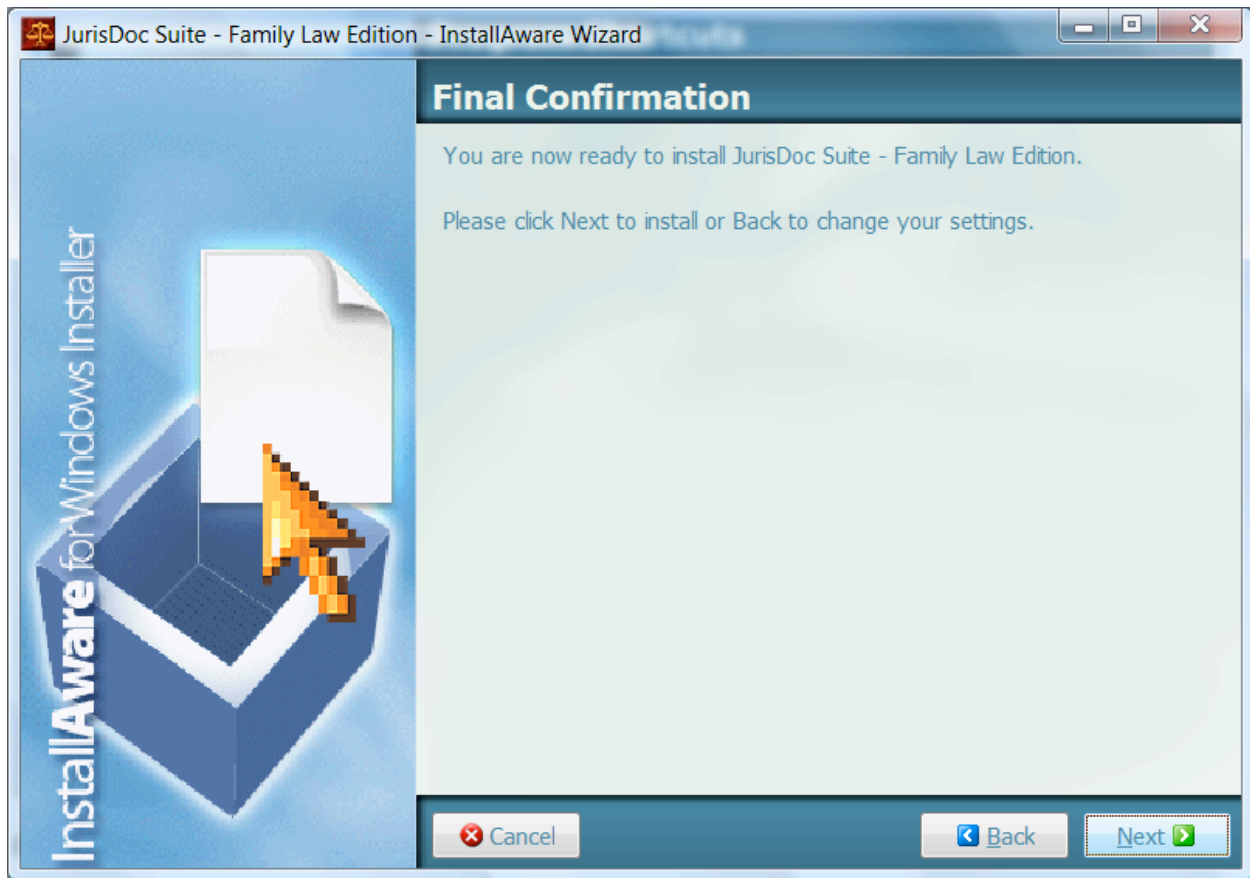 JurisDoc Suite - Family Law Edition - InstallAware Wizard
Final Confirmation
You are now ready to install JurisDoc Suite - Family Law Edition.
Please click Next to install or Back to change your settings.
InstallAware for Windows Installer
Cancel
Back
Next